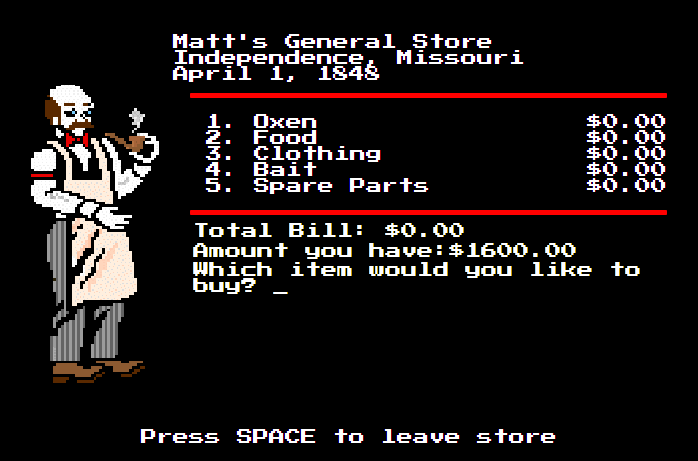 Matt's General Store
Independence, Missouri
April 1, 1848
1. Oxen $0.00
2. Food $0.00
3. Clothing $0.00
4. Bait $0.00
5. Spare Parts $0.00
Total Bill: $0.00
Amount you have:$1600.00
Which item would you like to
buy? _
Press SPACE to leave store